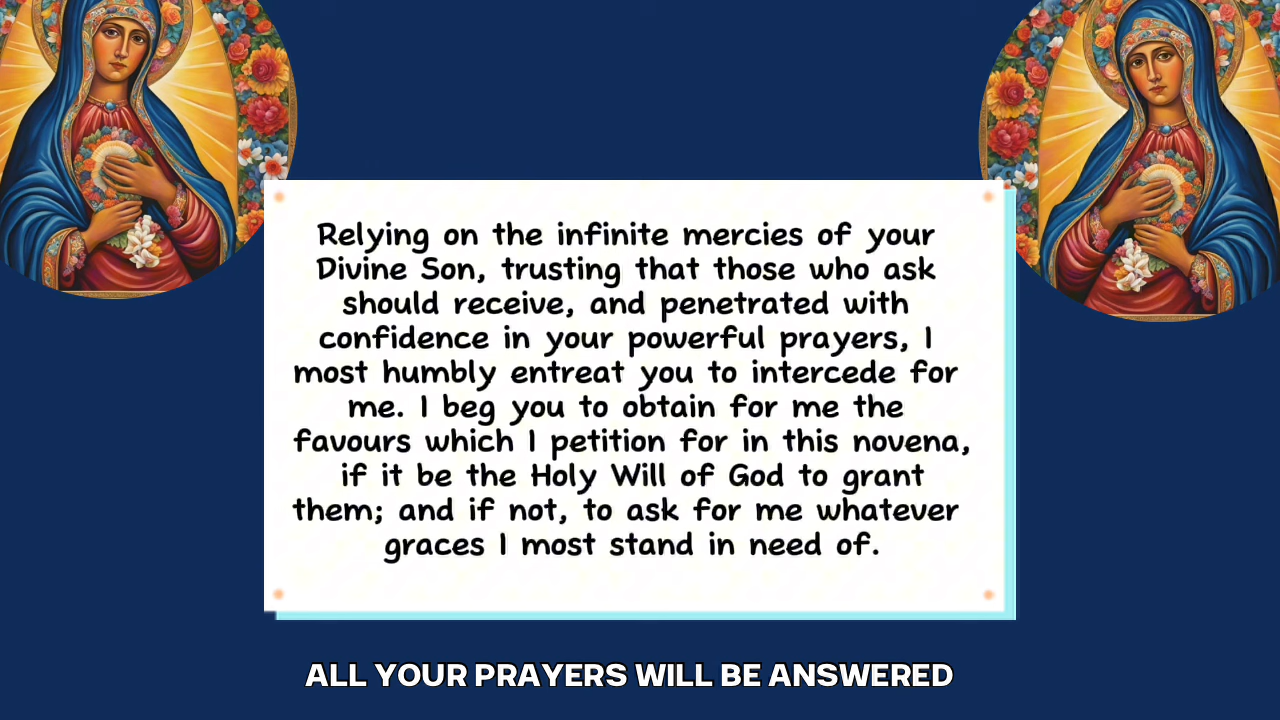 Relying on the infinite mercies of your
Divine Son, trusting that those who ask
should receive, and penetrated with
confidence in your powerful prayers, I
most humbly entreat you to intercede for
me. I beg you to obtain for me the
favours which I petition for in this novena,
if it be the Holy Will of God to grant
them; and if not, to ask for me whatever
graces I most stand in need of.
ALL YOUR PRAYERS WILL BE ANSWERED